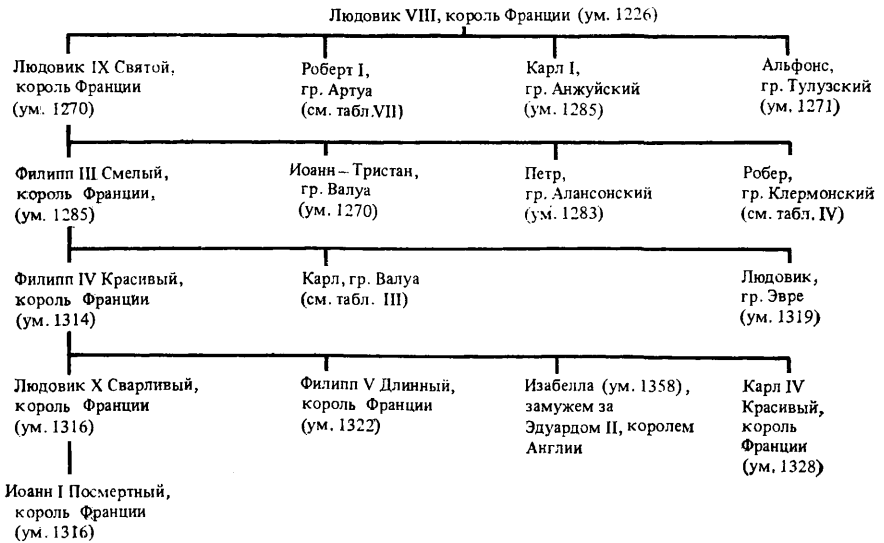 Людовик VIII, король Франции (ум. 1226)
Людовик IX Святой,
король Франции
(ум. 1270)
Роберт I,
гр. Артуа
(см. табл.VII)
Карл I,
гр. Анжуйский
(ум. 1285)
Альфонс,
гр. Тулузский
(ум. 1271)
Филипп III Смелый,
король Франции,
(ум. 1285)
Иоанн–Тристан,
гр. Валуа
(ум. 1270)
Петр,
гр. Алансонский
(ум. 1283)
Робер,
гр. Клермонский
(см. табл. IV)
Филипп IV Красивый,
король Франции
(ум. 1314)
Карл, гр. Валуа
(см. табл. III)
Людовик,
гр. Эвре
(ум. 1319)
Людовик X Сварливый,
король Франции
(ум. 1316)
Филипп V Длинный,
король Франции
(ум. 1322)
Изабелла (ум. 1358),
замужем за
Эдуардом II, королем
Англии
Карл IV
Красивый,
король
Франции
(ум, 1328)
Иоанн I Посмертный,
король Франции
(ум. 1316)